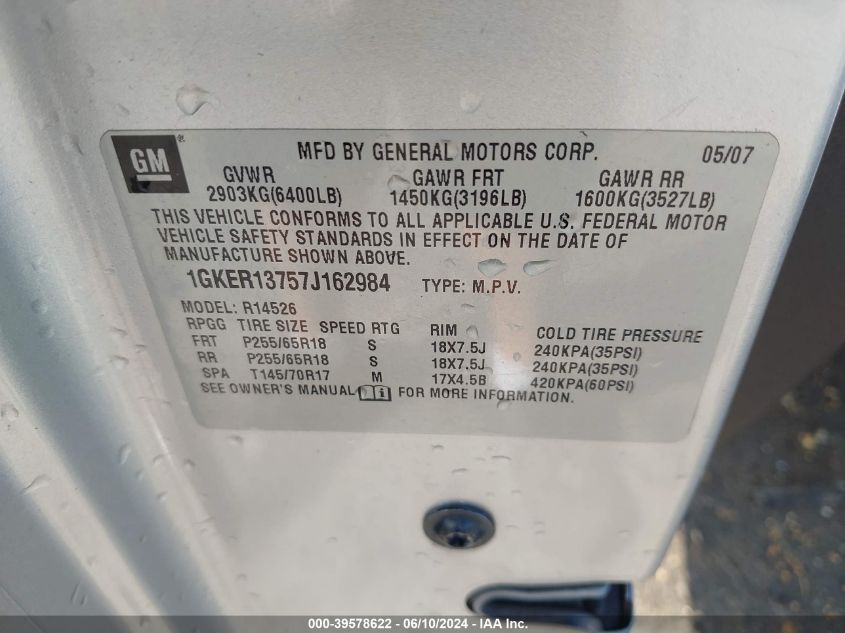 GM
®
MFD BY GENERAL MOTORS CORP. 05/07
GVWR GAWR FRT GAWR RR
2903KG(6400LB) 1450KG(3196LB) 1600KG(3527LB)
THIS VEHICLE CONFORMS TO ALL APPLICABLE U.S. FEDERAL MOTOR
VEHICLE SAFETY STANDARDS IN EFFECT ON THE DATE OF
MANUFACTURE SHOWN ABOVE.
1GKER13757J162984 TYPE: M.P.V.
MODEL: R14526
RPGG TIRE SIZE SPEED RTG RIM COLD TIRE PRESSURE
FRT P255/65R18 S 18X7.5J 240KPA(35PSI)
RR P255/65R18 S 18X7.5J 240KPA(35PSI)
SPA T145/70R17 M 17X4.5B 420KPA(60PSI)
SEE OWNER'S MANUAL i FOR MORE INFORMATION.
000-39578622 - 06/10/2024 - IAA Inc.